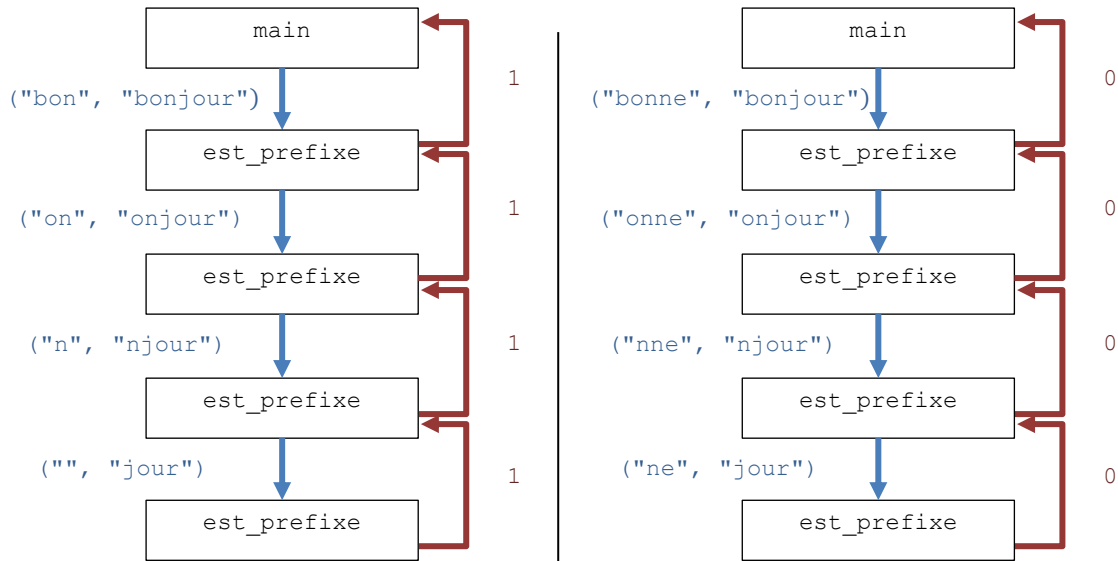 main
("bon", "bonjour")
1
est_prefixe
("on", "onjour")
1
est_prefixe
("n", "njour")
1
est_prefixe
("", "jour")
1
est_prefixe
main
("bonne", "bonjour")
0
est_prefixe
("onne", "onjour")
0
est_prefixe
("nne", "njour")
0
est_prefixe
("ne", "jour")
0
est_prefixe